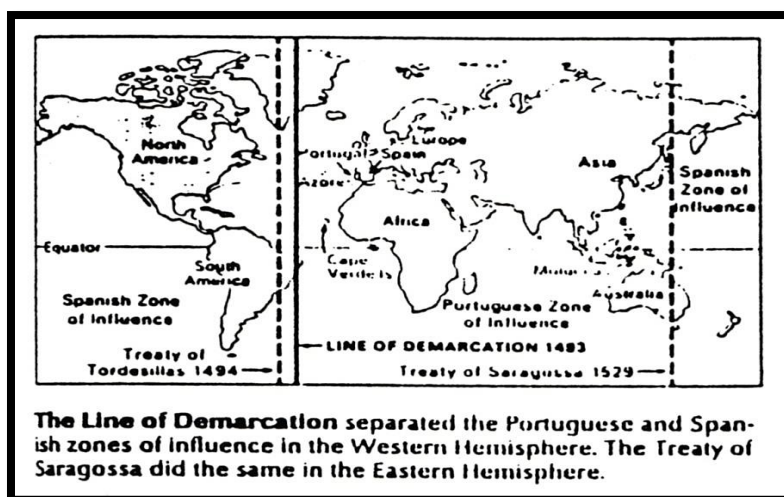 North
America
Portugal Spain
Europe
Azore
Asia
Spanish
Zone of
Influence
Africa
Equator
Cape
Verde Is
South
America
Australia
Spanish Zone
of Influence
Portuguese Zone
of Influence
Treaty of
Tordesillas 1494
LINE OF DEMARCATION 1493
Treaty of Saragossa 1529
The Line of Demarcation separated the Portuguese and Span-
ish zones of influence in the Western Hemisphere. The Treaty of
Saragossa did the same in the Eastern Hemisphere.